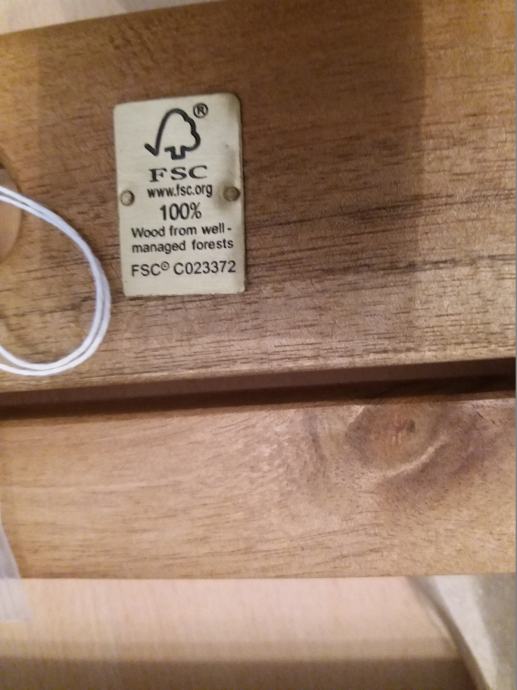 ®
FSC
www.fsc.org
100%
Wood from well-
managed forests
FSC© C023372